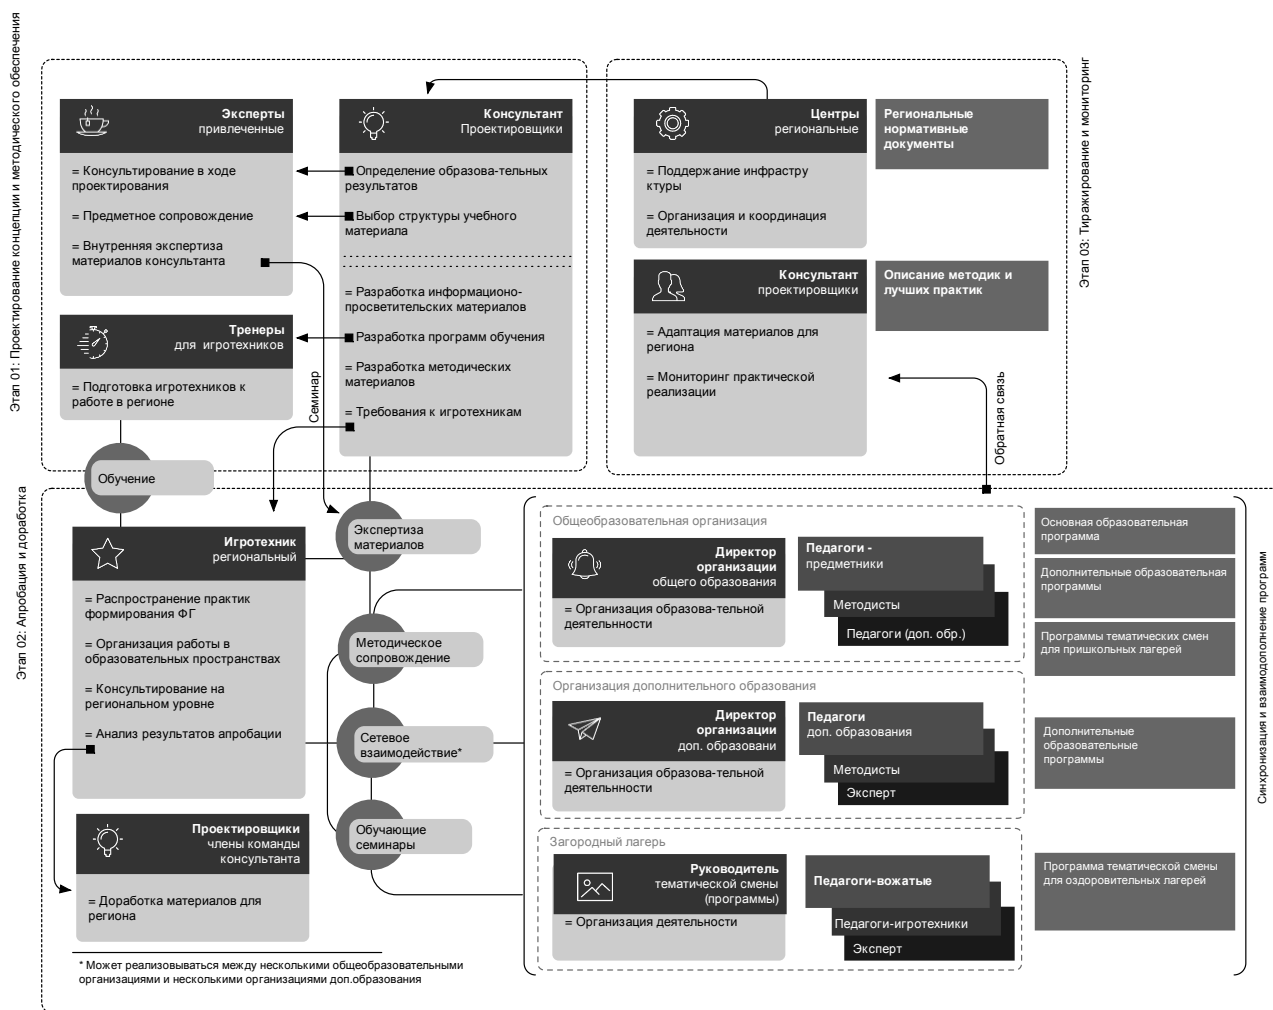 Этап 01: Проектирование концепции и методического обеспечения
Эксперты
привлеченные
= Консультирование в ходе
проектирования
= Предметное сопровождение
= Внутренняя экспертиза
материалов консультанта
Тренеры
для игротехников
= Подготовка игротехников к
работе в регионе
Консультант
Проектировщики
Определение образова-тельных
результатов
Выбор структуры учебного
материала
= Разработка информационо-
просветительских материалов
Разработка программ обучения
= Разработка методических
материалов
= Требования к игротехникам
Семинар
Обучение
Центры
региональные
= Поддержание инфрастру
ктуры
= Организация и координация
деятельности
Региональные
нормативные
документы
Консультант
проектировщики
= Адаптация материалов для
региона
= Мониторинг практической
реализации
Описание методик и
лучших практик
Обратная связь
Этап 03: Тиражирование и мониторинг
Этап 02: Апробация и доработка
Игротехник
региональный
= Распространение практик
формирования ФГ
= Организация работы в
образовательных пространствах
= Консультирование на
региональном уровне
= Анализ результатов апробации
Проектировщики
члены команды
консультанта
= Доработка материалов для
региона
Экспертиза
материалов
Методическое
сопровождение
Сетевое
взаимодействие*
Обучающие
семинары
Общеобразовательная организация
Директор
организации
общего образования
= Организация образова-тельной
деятельнности
Педагоги -
предметники
Методисты
Педагоги (доп. обр.)
Основная образовательная
программа
Дополнительные образовательная
программы
Программы тематических смен
для пришкольных лагерей
Организация дополнительного образования
Директор
организации
доп. образовани
= Организация образова-тельной
деятельнности
Педагоги
доп. образования
Методисты
Эксперт
Дополнительные
образовательные
программы
Загородный лагерь
Руководитель
тематической смены
(программы)
= Организация деятельности
Педагоги-вожатые
Педагоги-игротехники
Эксперт
Программа тематической смены
для оздоровительных лагерей
Синхронизация и взаимодополнение программ
* Может реализовываться между несколькими общеобразовательными
организациями и несколькими организациями доп.образования